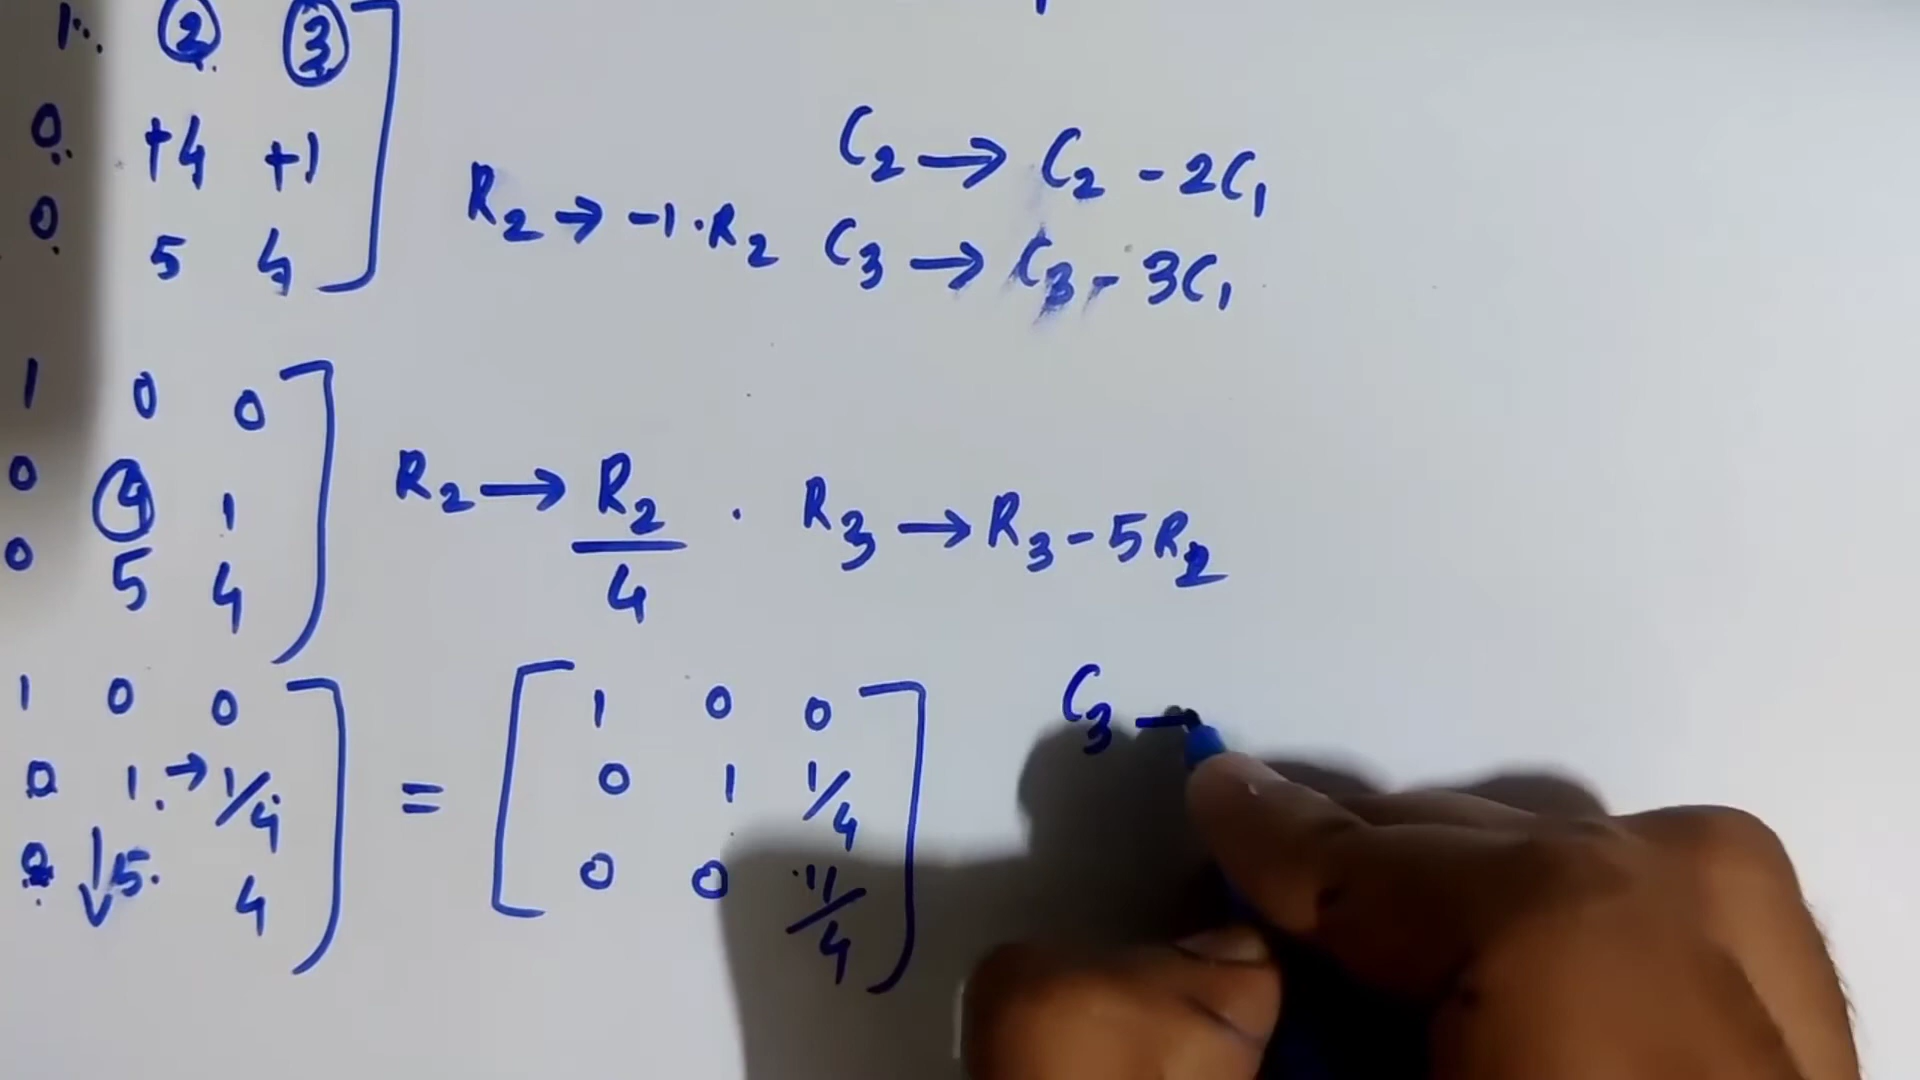 1 2 3
0 +4 +1
0 5 4
R2 → -1·R2
C2 → C2 - 2C1
C3 → C3 - 3C1
1 0 0
0 4 1
0 5 4
R2 → R2/4 . R3 → R3 - 5R2
1 0 0
0 1 → 1/4
0 ↓ 5 4
=
1 0 0
0 1 1/4
0 0 11/4
C3 -